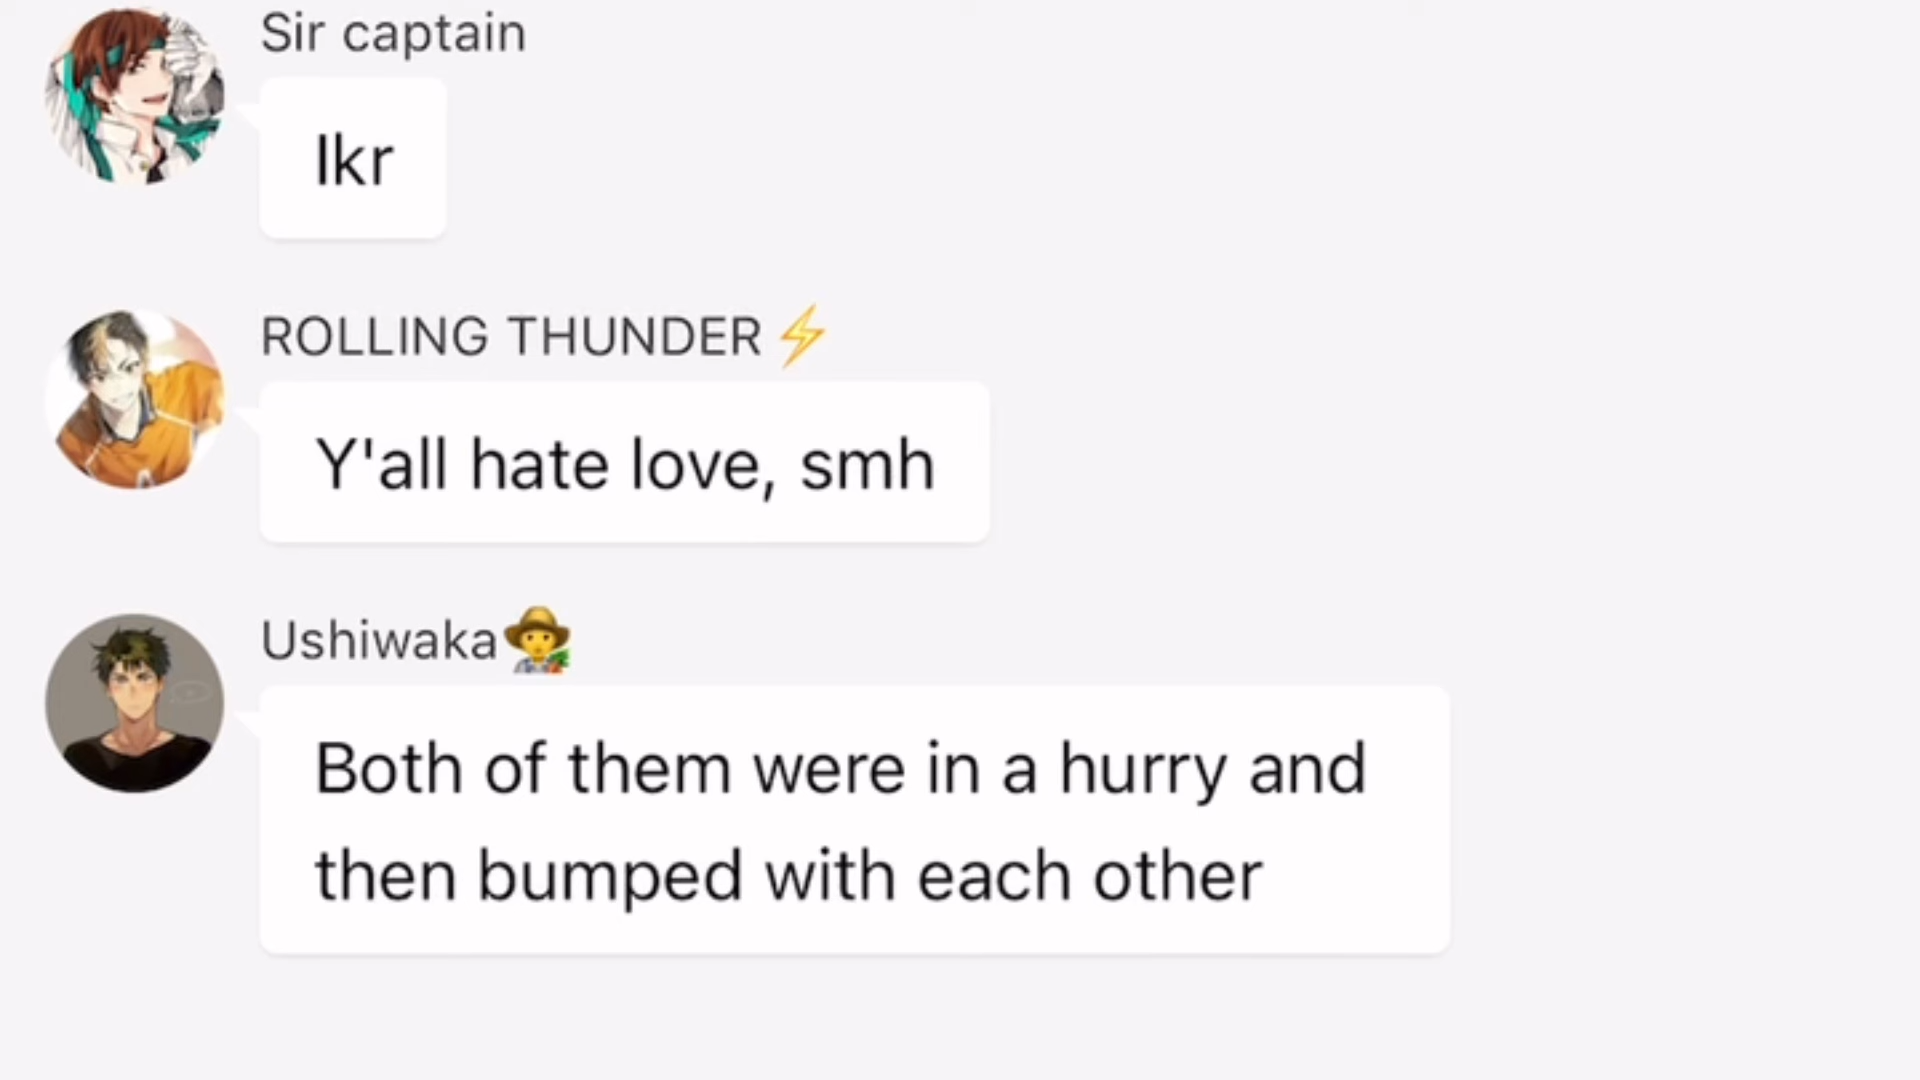 Sir captain
Ikr
ROLLING THUNDER ⚡
Y'all hate love, smh
Ushiwaka🧑‍🌾
Both of them were in a hurry and
then bumped with each other